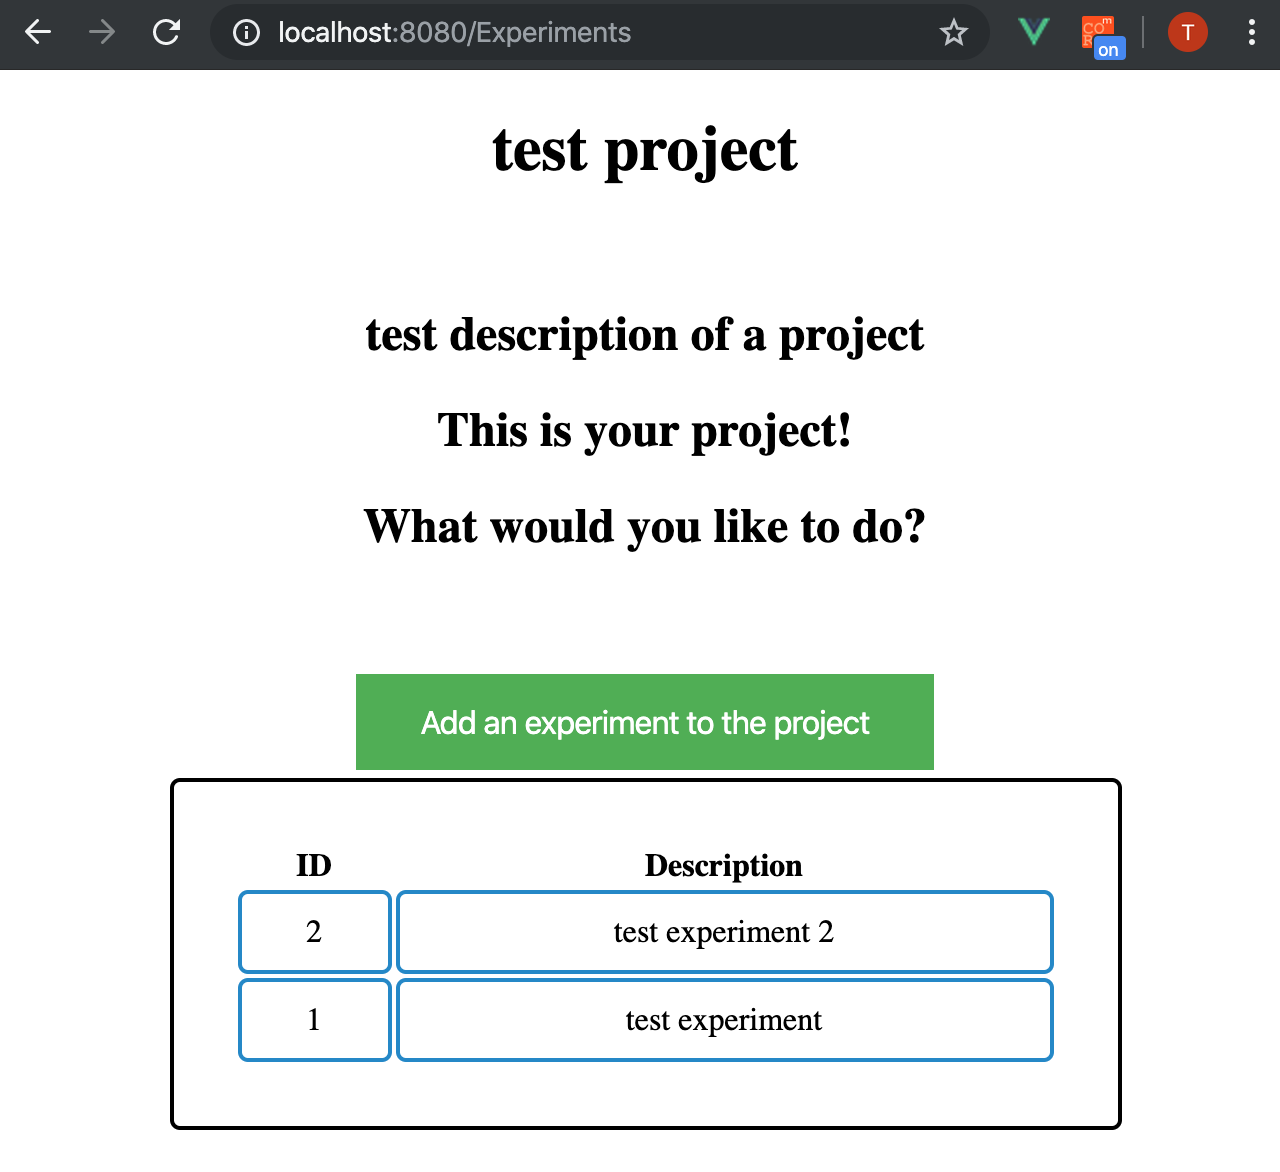 localhost:8080/Experiments
CO
m
R
on
T
test project
test description of a project
This is your project!
What would you like to do?
Add an experiment to the project
ID Description
2 test experiment 2
1 test experiment